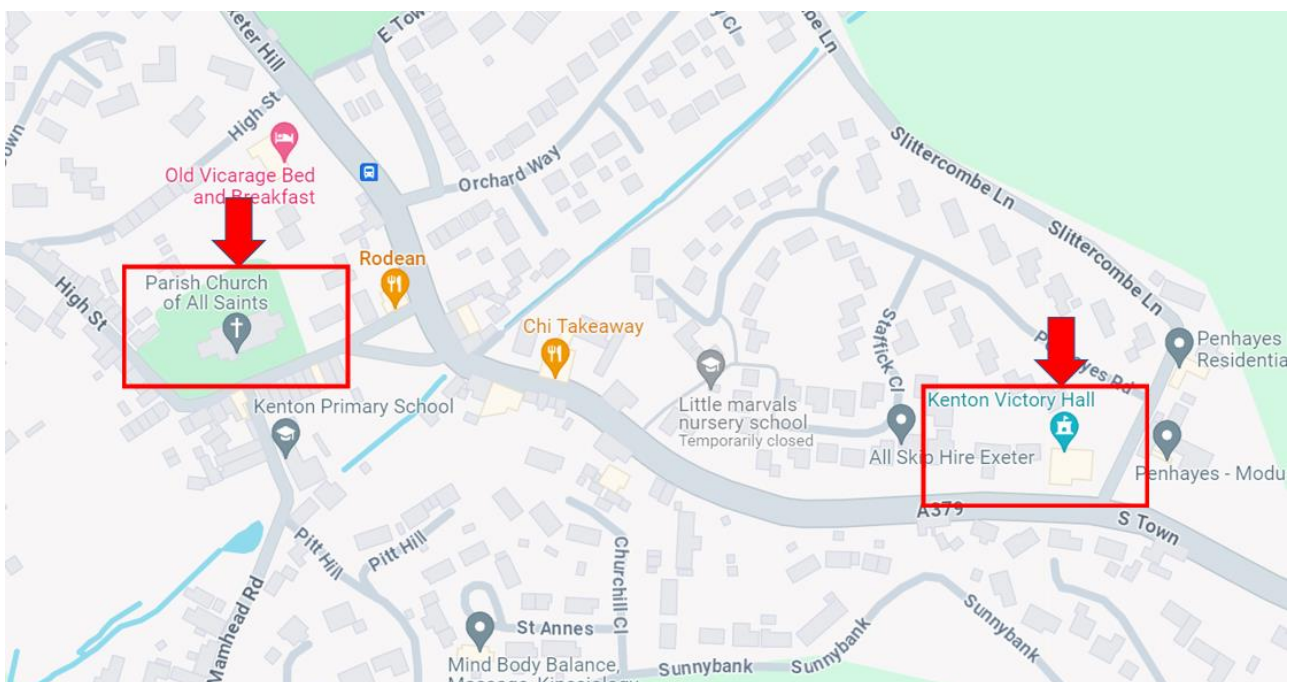 Exeter Hill
E Tow
y Cl
be Ln
High St
own
Old Vicarage Bed
and Breakfast
Orchard Way
Slittercombe Ln
Slittercombe Ln
Rodean
Parish Church
of All Saints
High St
Chi Takeaway
Staffick Cl
Penhayes Rd
Penhayes
Residentia
Kenton Primary School
Little marvals
nursery school
Temporarily closed
Kenton Victory Hall
All Skip Hire Exeter
Penhayes - Modu
A379
S Town
Pitt Hill
Pitt Hill
Churchill Cl
Mamhead Rd
St Annes
Sunnybank
Mind Body Balance,
Sunnybank
Sunnybank